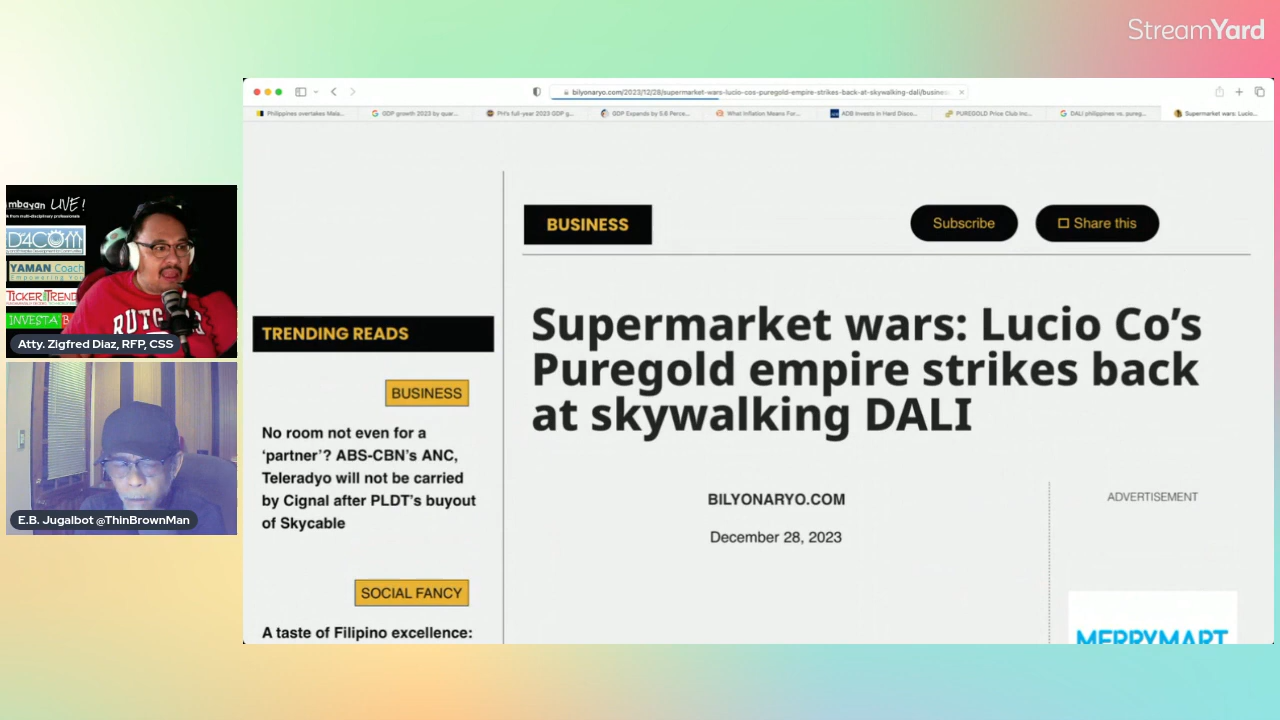 StreamYard
bilyonaryo.com/2023/12/28/supermarket-wars-lucio-cos-puregold-empire-strikes-back-at-skywalking-dali/busines
Philippines overtakes Mala...
GDP growth 2023 by quar...
PH's full-year 2023 GDP g...
GDP Expands by 5.6 Perce...
What Inflation Means For...
ADB Invests in Hard Disco...
PUREGOLD Price Club Inc...
DALI philippines vs. pureg...
Supermarket wars: Lucio...
BUSINESS
Subscribe
Share this
TRENDING READS
Supermarket wars: Lucio Co's
Puregold empire strikes back
at skywalking DALI
BUSINESS
No room not even for a
'partner'? ABS-CBN's ANC,
Teleradyo will not be carried
by Cignal after PLDT's buyout
of Skycable
BILYONARYO.COM
December 28, 2023
ADVERTISEMENT
SOCIAL FANCY
A taste of Filipino excellence:
MERRYMART
mbayan LIVE!
from multi-disciplinary professionals
D4COM
YAMAN Coach
Empowering You
TICKER TREND
INVESTA B
RUTG
Atty. Zigfred Diaz, RFP, CSS
E.B. Jugalbot @ThinBrownMan